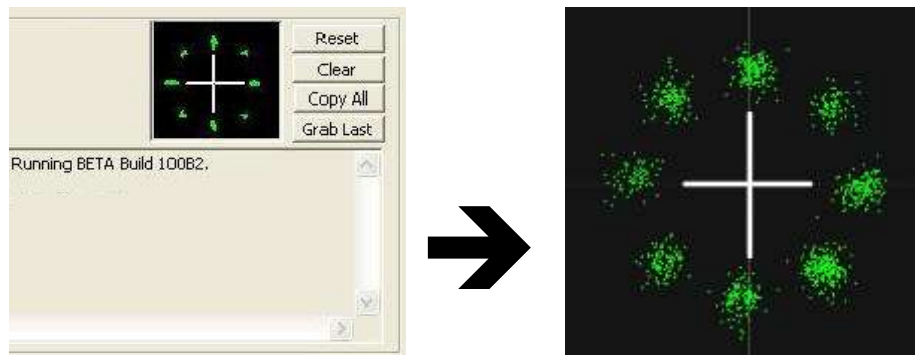 Reset
Clear
Copy All
Grab Last
Running BETA Build 100B2.